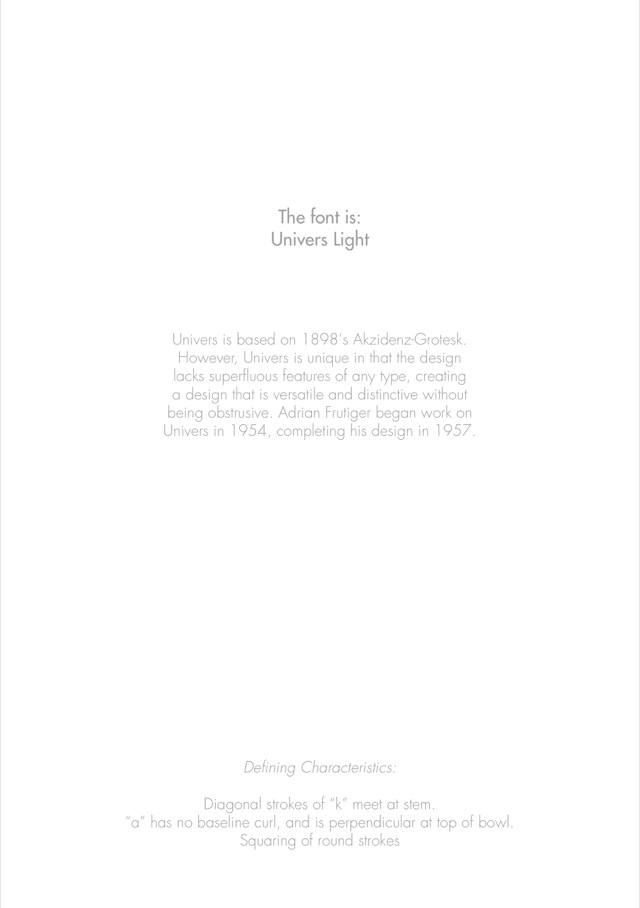 The font is:
Univers Light
Univers is based on 1898's Akzidenz-Grotesk.
However, Univers is unique in that the design
lacks superfluous features of any type, creating
a design that is versatile and distinctive without
being obstrusive. Adrian Frutiger began work on
Univers in 1954, completing his design in 1957.
Defining Characteristics:
Diagonal strokes of “k” meet at stem.
“a” has no baseline curl, and is perpendicular at top of bowl.
Squaring of round strokes